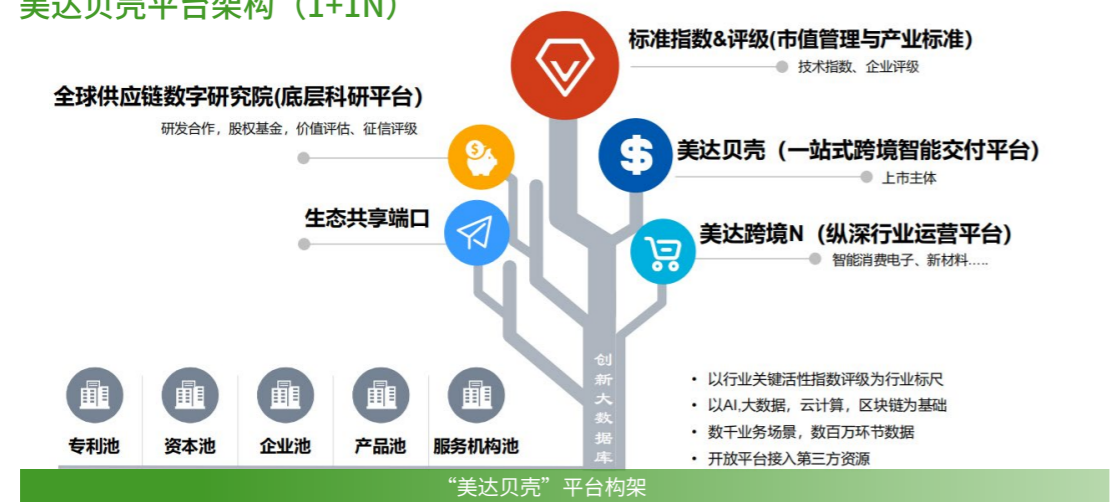 美达贝壳平台架构（1+1N）
标准指数&评级(市值管理与产业标准）
技术指数、企业评级
全球供应链数字研究院(底层科研平台）
研发合作，股权基金，价值评估、征信评级
美达贝壳（一站式跨境智能交付平台）
上市主体
生态共享端口
美达跨境N（纵深行业运营平台）
智能消费电子、新材料.....
创新大数据库
专利池
资本池
企业池
产品池
服务机构池
• 以行业关键活性指数评级为行业标尺
• 以AI,大数据，云计算，区块链为基础
• 数千业务场景，数百万环节数据
• 开放平台接入第三方资源
“美达贝壳”平台构架